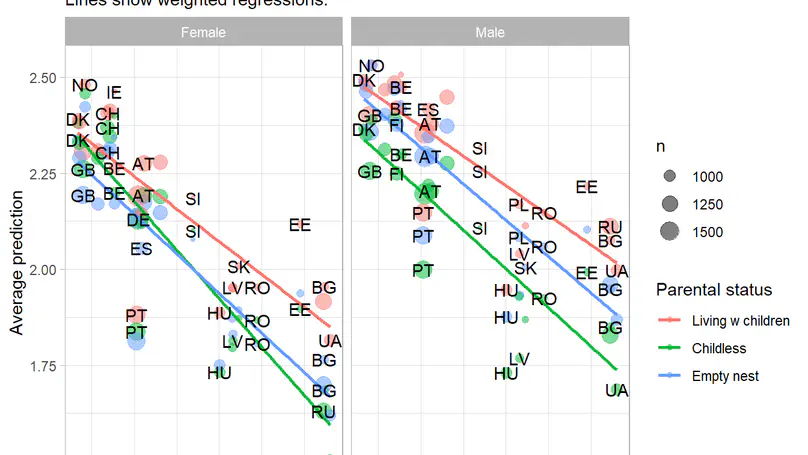 Lines show weighted regressions.
Female
Male
2.50
2.25
2.00
1.75
Average prediction
NO
IE
DK
CH
CH
DK
CH
GB
BE
AT
GB
BE
AT
SI
DE
SI
EE
ES
SK
LV RO
BG
HU
EE
PT
RO
PT
LV RO
UA
BG
HU
BG
RU
NO
DK
BE
GB
BE
ES
DK
FI
AT
SI
BE
AT
GB
FI
SI
EE
AT
PL
PT
RO
SI
RU
PT
PL
BG
RO
LV
PT
SK
EE
UA
HU
BG
RO
HU
BG
LV
HU
UA
n
1000
1250
1500
Parental status
Living w children
Childless
Empty nest